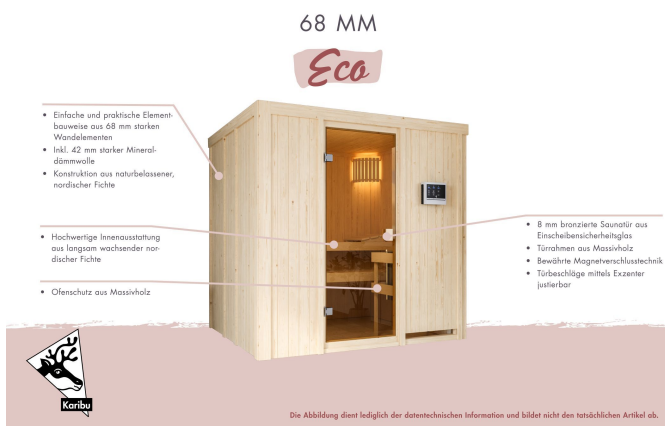 68 MM
Eco
• Einfache und praktische Element-
bauweise aus 68 mm starken
Wandelementen
• Inkl. 42 mm starker Mineral-
dämmwolle
• Konstruktion aus naturbelassener,
nordischer Fichte
• Hochwertige Innenausstattung
aus langsam wachsender nor-
discher Fichte
• Ofenschutz aus Massivholz
• 8 mm bronzierte Saunatür aus
Einscheibensicherheitsglas
• Türrahmen aus Massivholz
• Bewährte Magnetverschlusstechnik
• Türbeschläge mittels Exzenter
justierbar
Karibu
Die Abbildung dient lediglich der datentechnischen Information und bildet nicht den tatsächlichen Artikel ab.